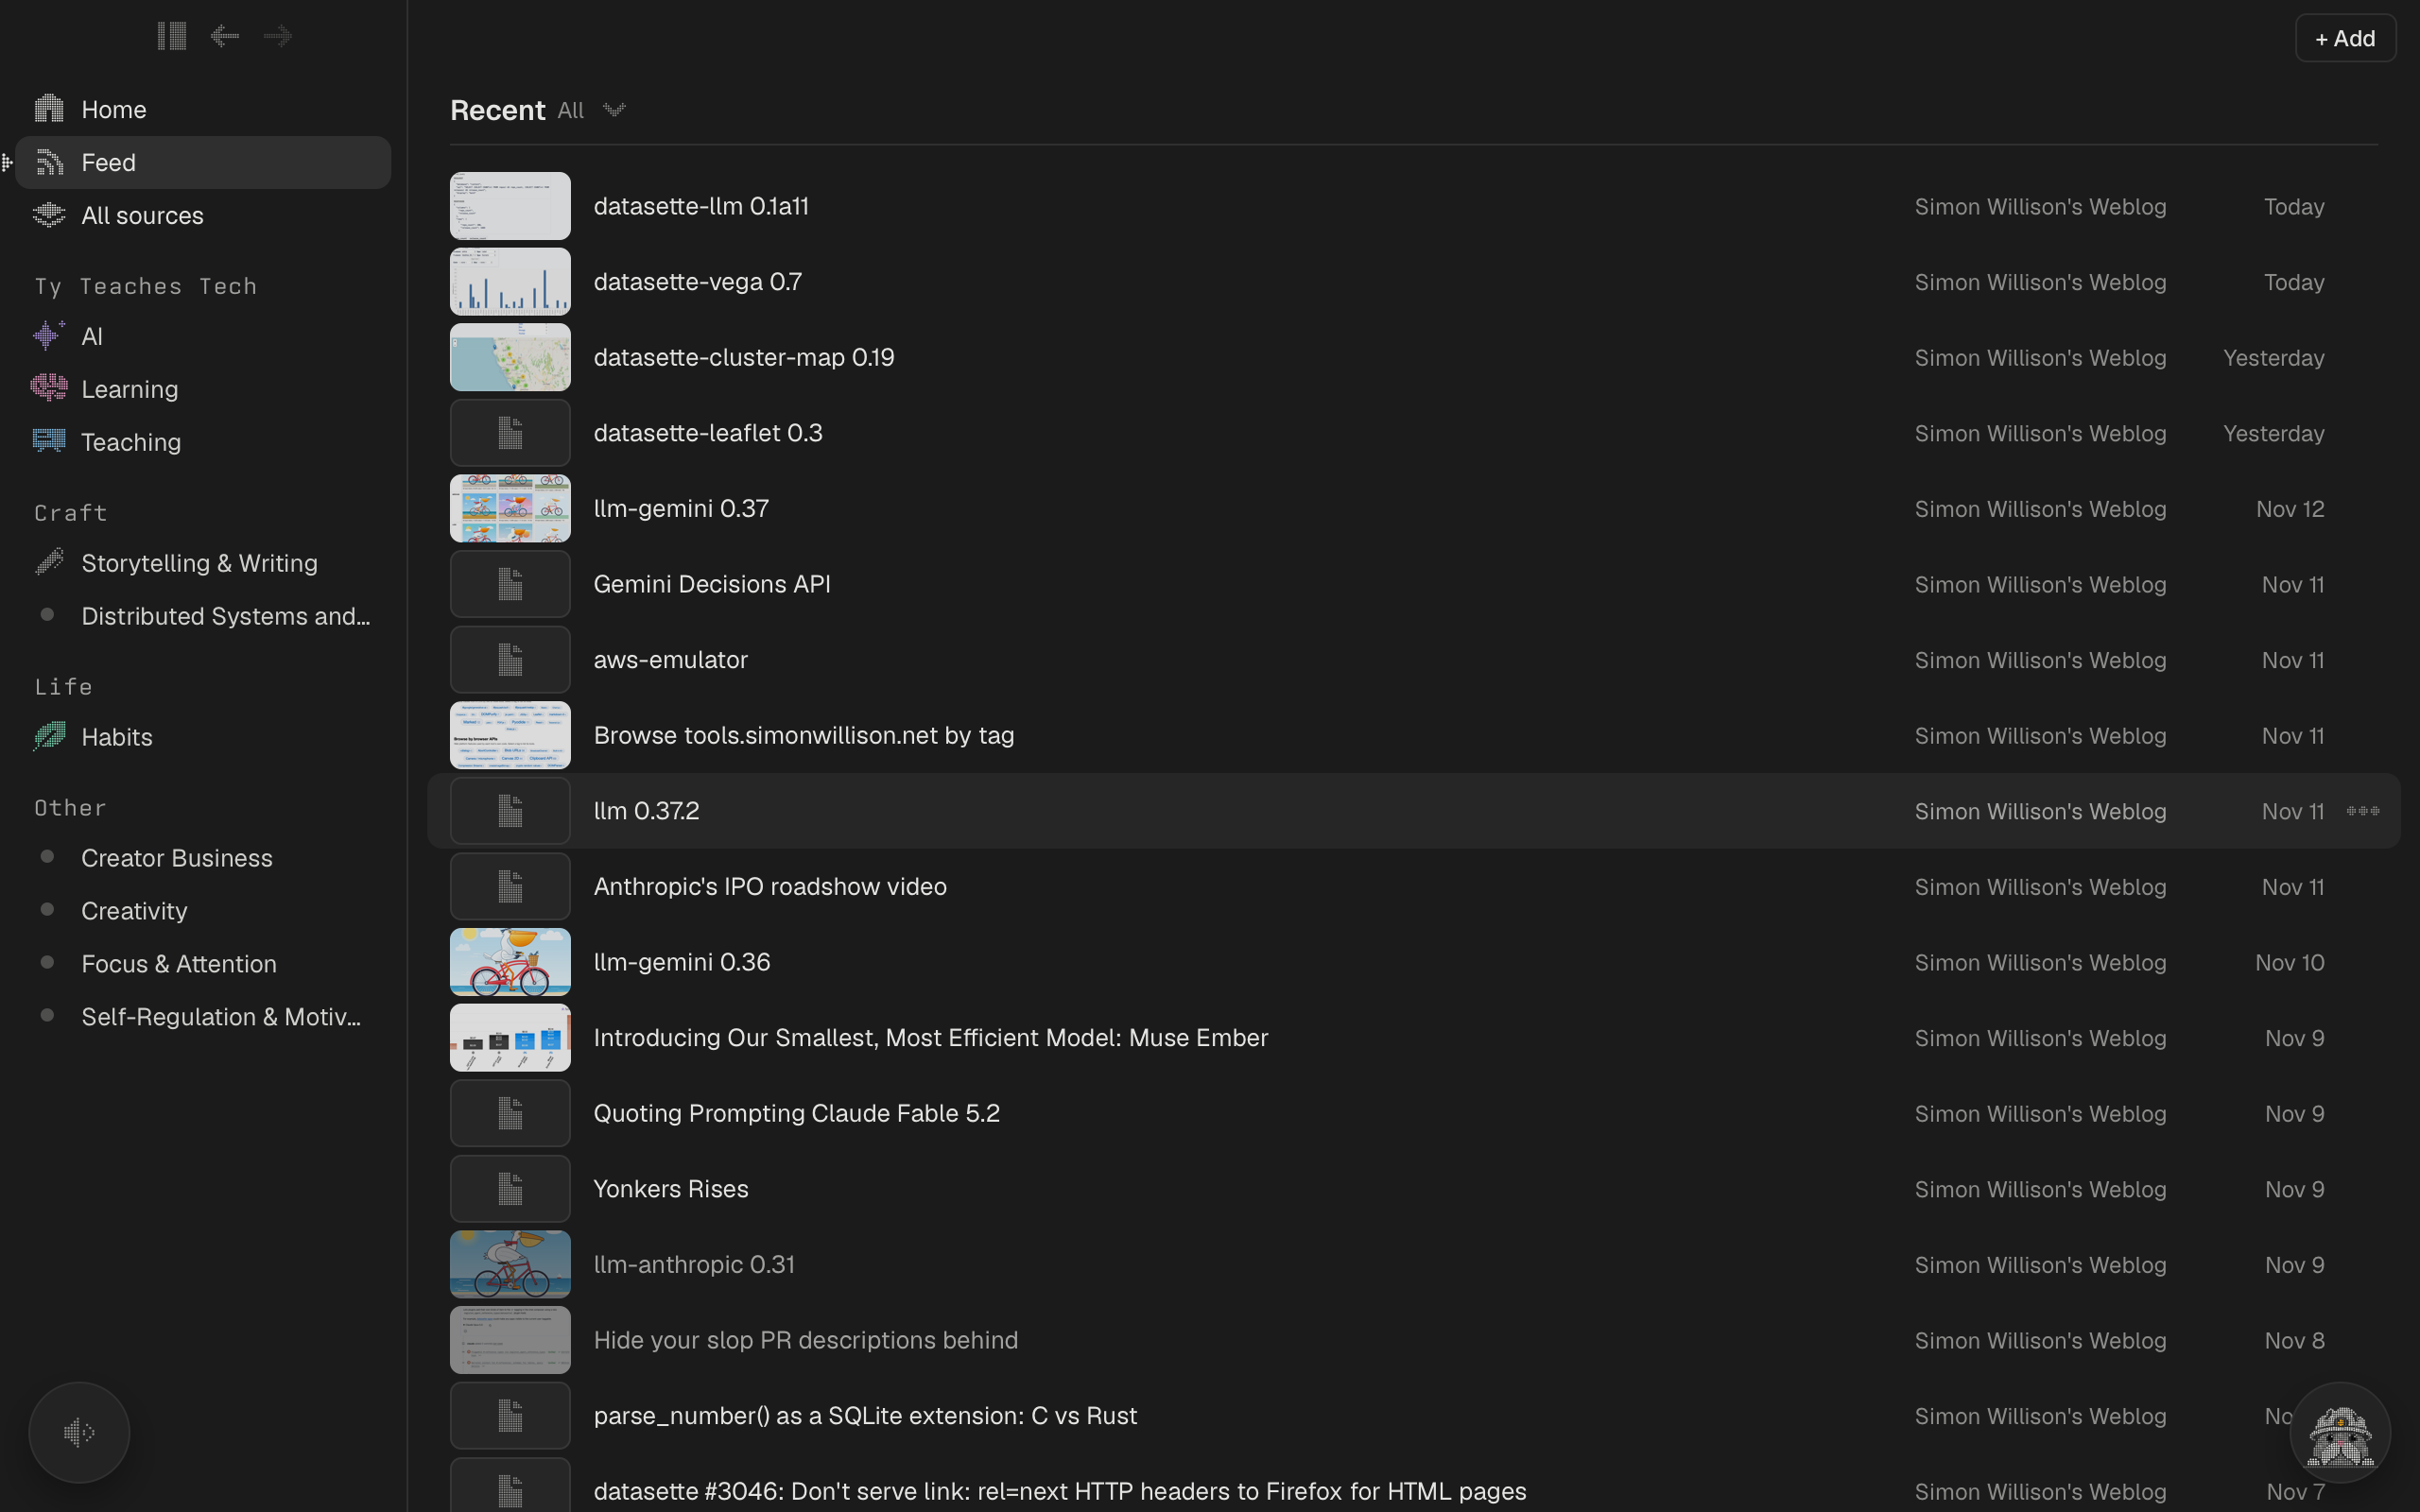 + Add
Home
Feed
All sources
Ty Teaches Tech
AI
Learning
Teaching
Craft
Storytelling & Writing
Distributed Systems and...
Life
Habits
Other
Creator Business
Creativity
Focus & Attention
Self-Regulation & Motiv...
Recent All
datasette-llm 0.1a11 Simon Willison's Weblog Today
datasette-vega 0.7 Simon Willison's Weblog Today
datasette-cluster-map 0.19 Simon Willison's Weblog Yesterday
datasette-leaflet 0.3 Simon Willison's Weblog Yesterday
llm-gemini 0.37 Simon Willison's Weblog Nov 12
Gemini Decisions API Simon Willison's Weblog Nov 11
aws-emulator Simon Willison's Weblog Nov 11
Browse tools.simonwillison.net by tag Simon Willison's Weblog Nov 11
llm 0.37.2 Simon Willison's Weblog Nov 11
Anthropic's IPO roadshow video Simon Willison's Weblog Nov 11
llm-gemini 0.36 Simon Willison's Weblog Nov 10
Introducing Our Smallest, Most Efficient Model: Muse Ember Simon Willison's Weblog Nov 9
Quoting Prompting Claude Fable 5.2 Simon Willison's Weblog Nov 9
Yonkers Rises Simon Willison's Weblog Nov 9
llm-anthropic 0.31 Simon Willison's Weblog Nov 9
Hide your slop PR descriptions behind Simon Willison's Weblog Nov 8
parse_number() as a SQLite extension: C vs Rust Simon Willison's Weblog
datasette #3046: Don't serve link: rel=next HTTP headers to Firefox for HTML pages Simon Willison's Weblog Nov 7